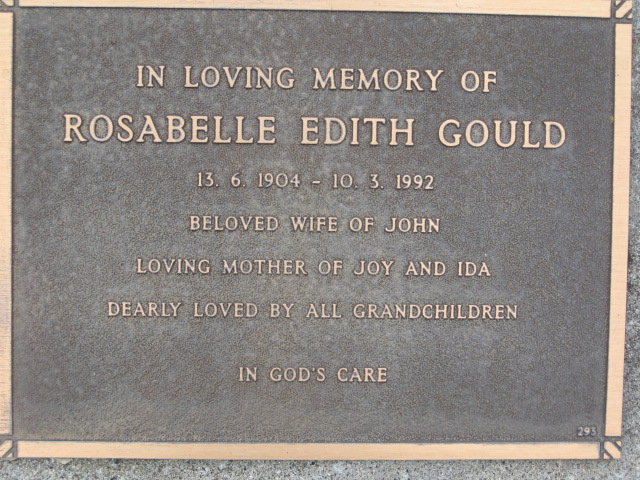 IN LOVING MEMORY OF
ROSABELLE EDITH GOULD
13. 6. 1904 - 10. 3. 1992
BELOVED WIFE OF JOHN
LOVING MOTHER OF JOY AND IDA
DEARLY LOVED BY ALL GRANDCHILDREN
IN GOD'S CARE
293